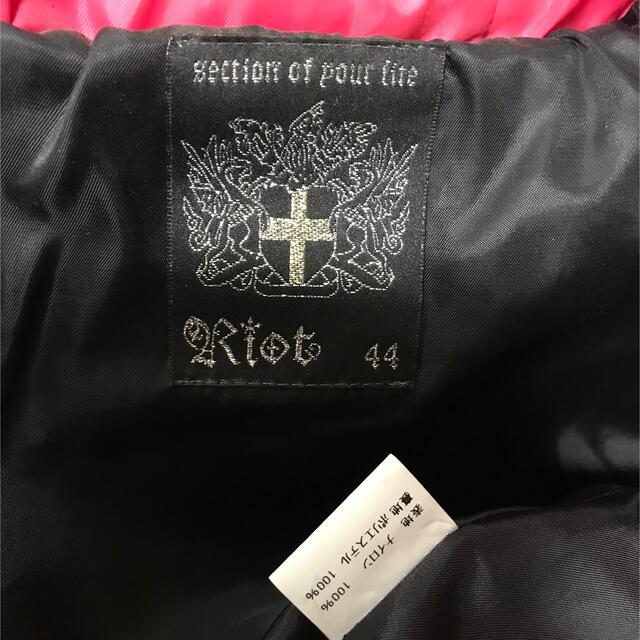 section of your life
Riot 44
表地 ナイロン 100%
裏地 ポリエステル 100%